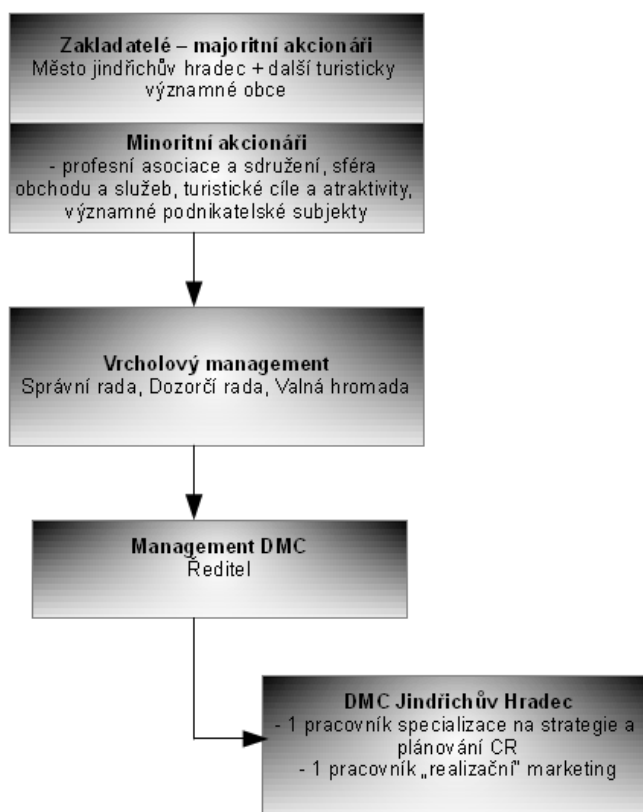 Zakladatelé – majoritní akcionáři
Město jindřichův hradec + další turisticky
významné obce
Minoritní akcionáři
- profesní asociace a sdružení, sféra
obchodu a služeb, turistické cíle a atraktivity,
významné podnikatelské subjekty
Vrcholový management
Správní rada, Dozorčí rada, Valná hromada
Management DMC
Ředitel
DMC Jindřichův Hradec
- 1 pracovník specializace na strategie a
plánování CR
- 1 pracovník „realizační" marketing